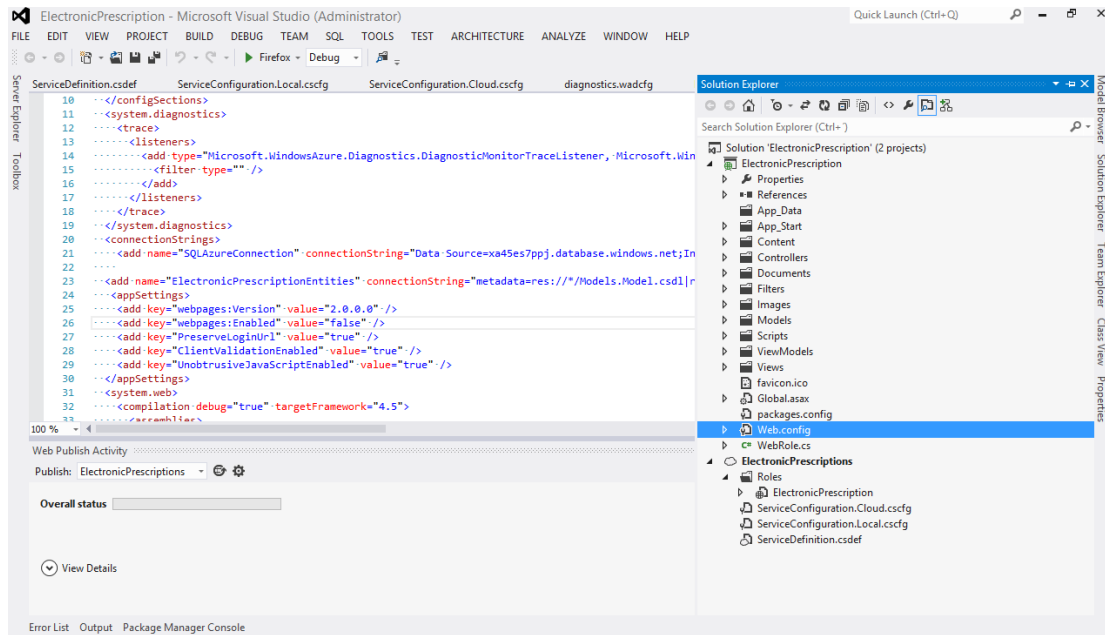 ElectronicPrescription - Microsoft Visual Studio (Administrator)
Quick Launch (Ctrl+Q)
FILE EDIT VIEW PROJECT BUILD DEBUG TEAM SQL TOOLS TEST ARCHITECTURE ANALYZE WINDOW HELP
Firefox Debug
Server Explorer
Toolbox
ServiceDefinition.csdef ServiceConfiguration.Local.cscfg ServiceConfiguration.Cloud.cscfg diagnostics.wadcfg
10 </configSections>
11 <system.diagnostics>
12 <trace>
13 <listeners>
14 <add type="Microsoft.WindowsAzure.Diagnostics.DiagnosticMonitorTraceListener, Microsoft.Win
15 <filter type="" />
16 </add>
17 </listeners>
18 </trace>
19 </system.diagnostics>
20 <connectionStrings>
21 <add name="SQLAzureConnection" connectionString="Data Source=xa45es7ppj.database.windows.net;In
22
23 <add name="ElectronicPrescriptionEntities" connectionString="metadata=res://*/Models.Model.csdl|r
24 <appSettings>
25 <add key="webpages:Version" value="2.0.0.0" />
26 <add key="webpages:Enabled" value="false" />
27 <add key="PreserveLoginUrl" value="true" />
28 <add key="ClientValidationEnabled" value="true" />
29 <add key="UnobtrusiveJavaScriptEnabled" value="true" />
30 </appSettings>
31 <system.web>
32 <compilation debug="true" targetFramework="4.5">
33 <assemblies>
100 %
Web Publish Activity
Publish: ElectronicPrescriptions
Overall status
View Details
Error List Output Package Manager Console
Solution Explorer
Search Solution Explorer (Ctrl+¨)
Solution 'ElectronicPrescription' (2 projects)
ElectronicPrescription
Properties
References
App_Data
App_Start
Content
Controllers
Documents
Filters
Images
Models
Scripts
ViewModels
Views
favicon.ico
Global.asax
packages.config
Web.config
C# WebRole.cs
ElectronicPrescriptions
Roles
ElectronicPrescription
ServiceConfiguration.Cloud.cscfg
ServiceConfiguration.Local.cscfg
ServiceDefinition.csdef
Model Browser
Solution Explorer
Team Explorer
Class View
Properties